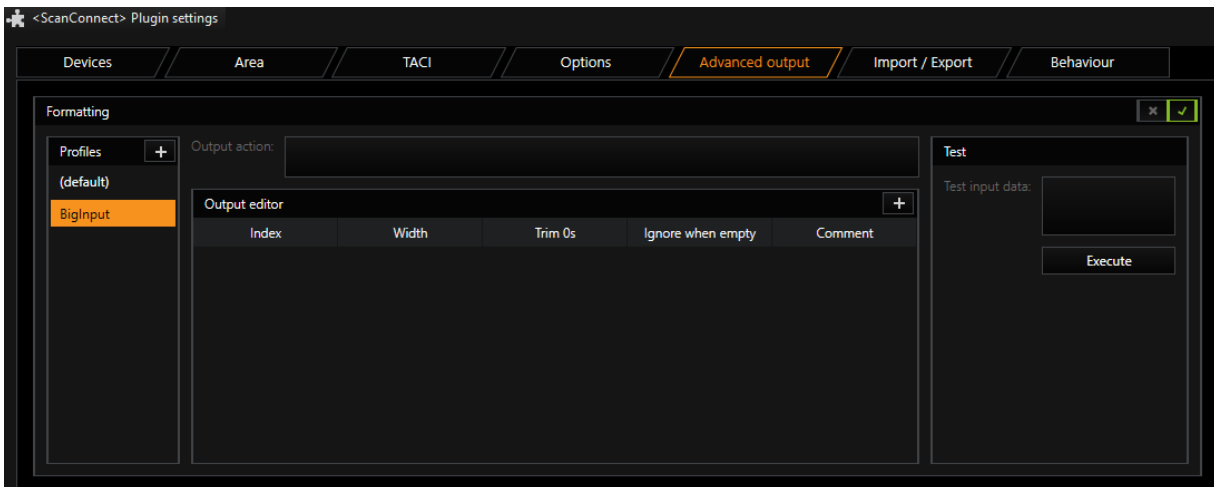 <ScanConnect> Plugin settings
Devices Area TACI Options Advanced output Import / Export Behaviour
Formatting
Profiles
(default)
BigInput
Output action:
Output editor
Index Width Trim 0s Ignore when empty Comment
Test
Test input data:
Execute